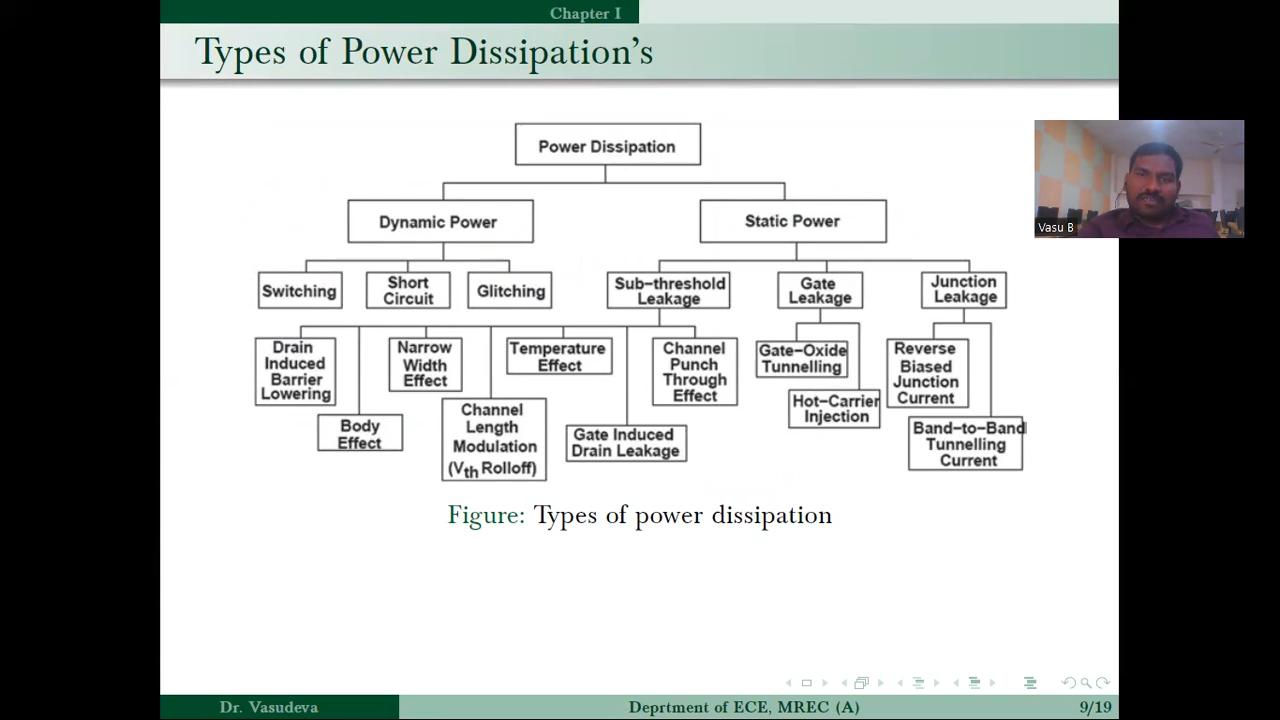 Chapter I
Types of Power Dissipation's
Power Dissipation
Dynamic Power
Static Power
Switching
Short
Circuit
Glitching
Sub-threshold
Leakage
Gate
Leakage
Junction
Leakage
Drain
Induced
Barrier
Lowering
Body
Effect
Narrow
Width
Effect
Channel
Length
Modulation
(Vth Rolloff)
Temperature
Effect
Gate Induced
Drain Leakage
Channel
Punch
Through
Effect
Gate-Oxide
Tunnelling
Hot-Carrier
Injection
Reverse
Biased
Junction
Current
Band-to-Band
Tunnelling
Current
Vasu B
Figure: Types of power dissipation
Dr. Vasudeva
Deprtment of ECE, MREC (A)
9/19